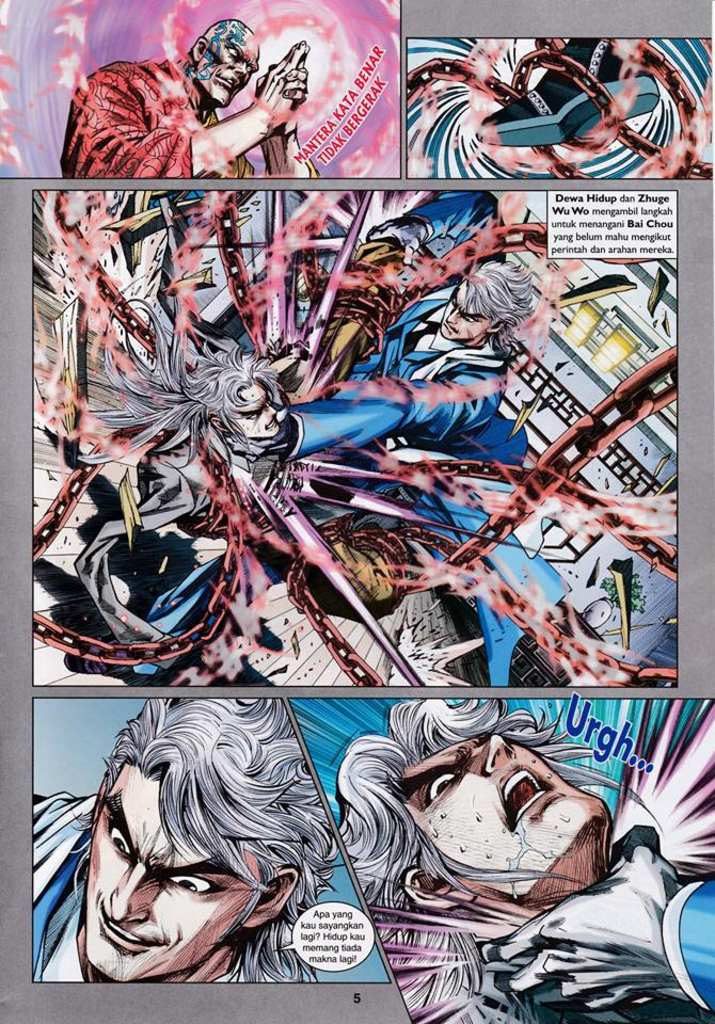 MANTERA KATA BENAR
TIDAK BERGERAK
Dewa Hidup dan Zhuge
Wu Wo mengambil langkah
untuk menangani Bai Chou
yang belum mahu mengikut
perintah dan arahan mereka.
Urgh...
Apa yang
kau sayangkan
lagi? Hidup kau
memang tiada
makna lagi!
5